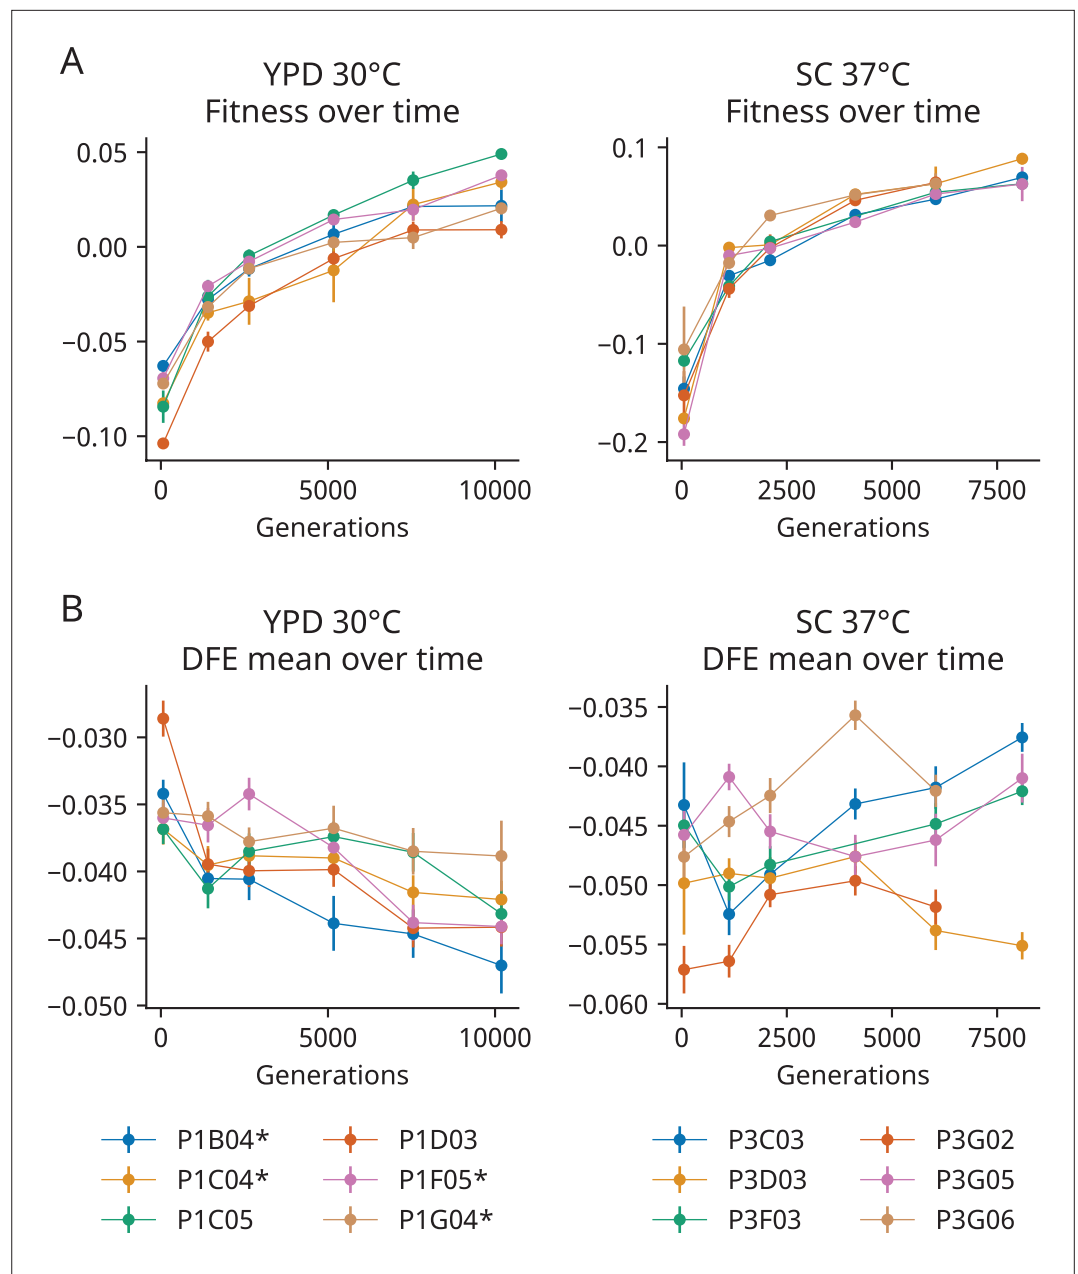 A
YPD 30°C
Fitness over time
0.05
0.00
−0.05
−0.10
0 5000 10000
Generations
SC 37°C
Fitness over time
0.1
0.0
−0.1
−0.2
0 2500 5000 7500
Generations
B
YPD 30°C
DFE mean over time
−0.030
−0.035
−0.040
−0.045
−0.050
0 5000 10000
Generations
SC 37°C
DFE mean over time
−0.035
−0.040
−0.045
−0.050
−0.055
−0.060
0 2500 5000 7500
Generations
P1B04* P1D03
P1C04* P1F05*
P1C05 P1G04*
P3C03 P3G02
P3D03 P3G05
P3F03 P3G06